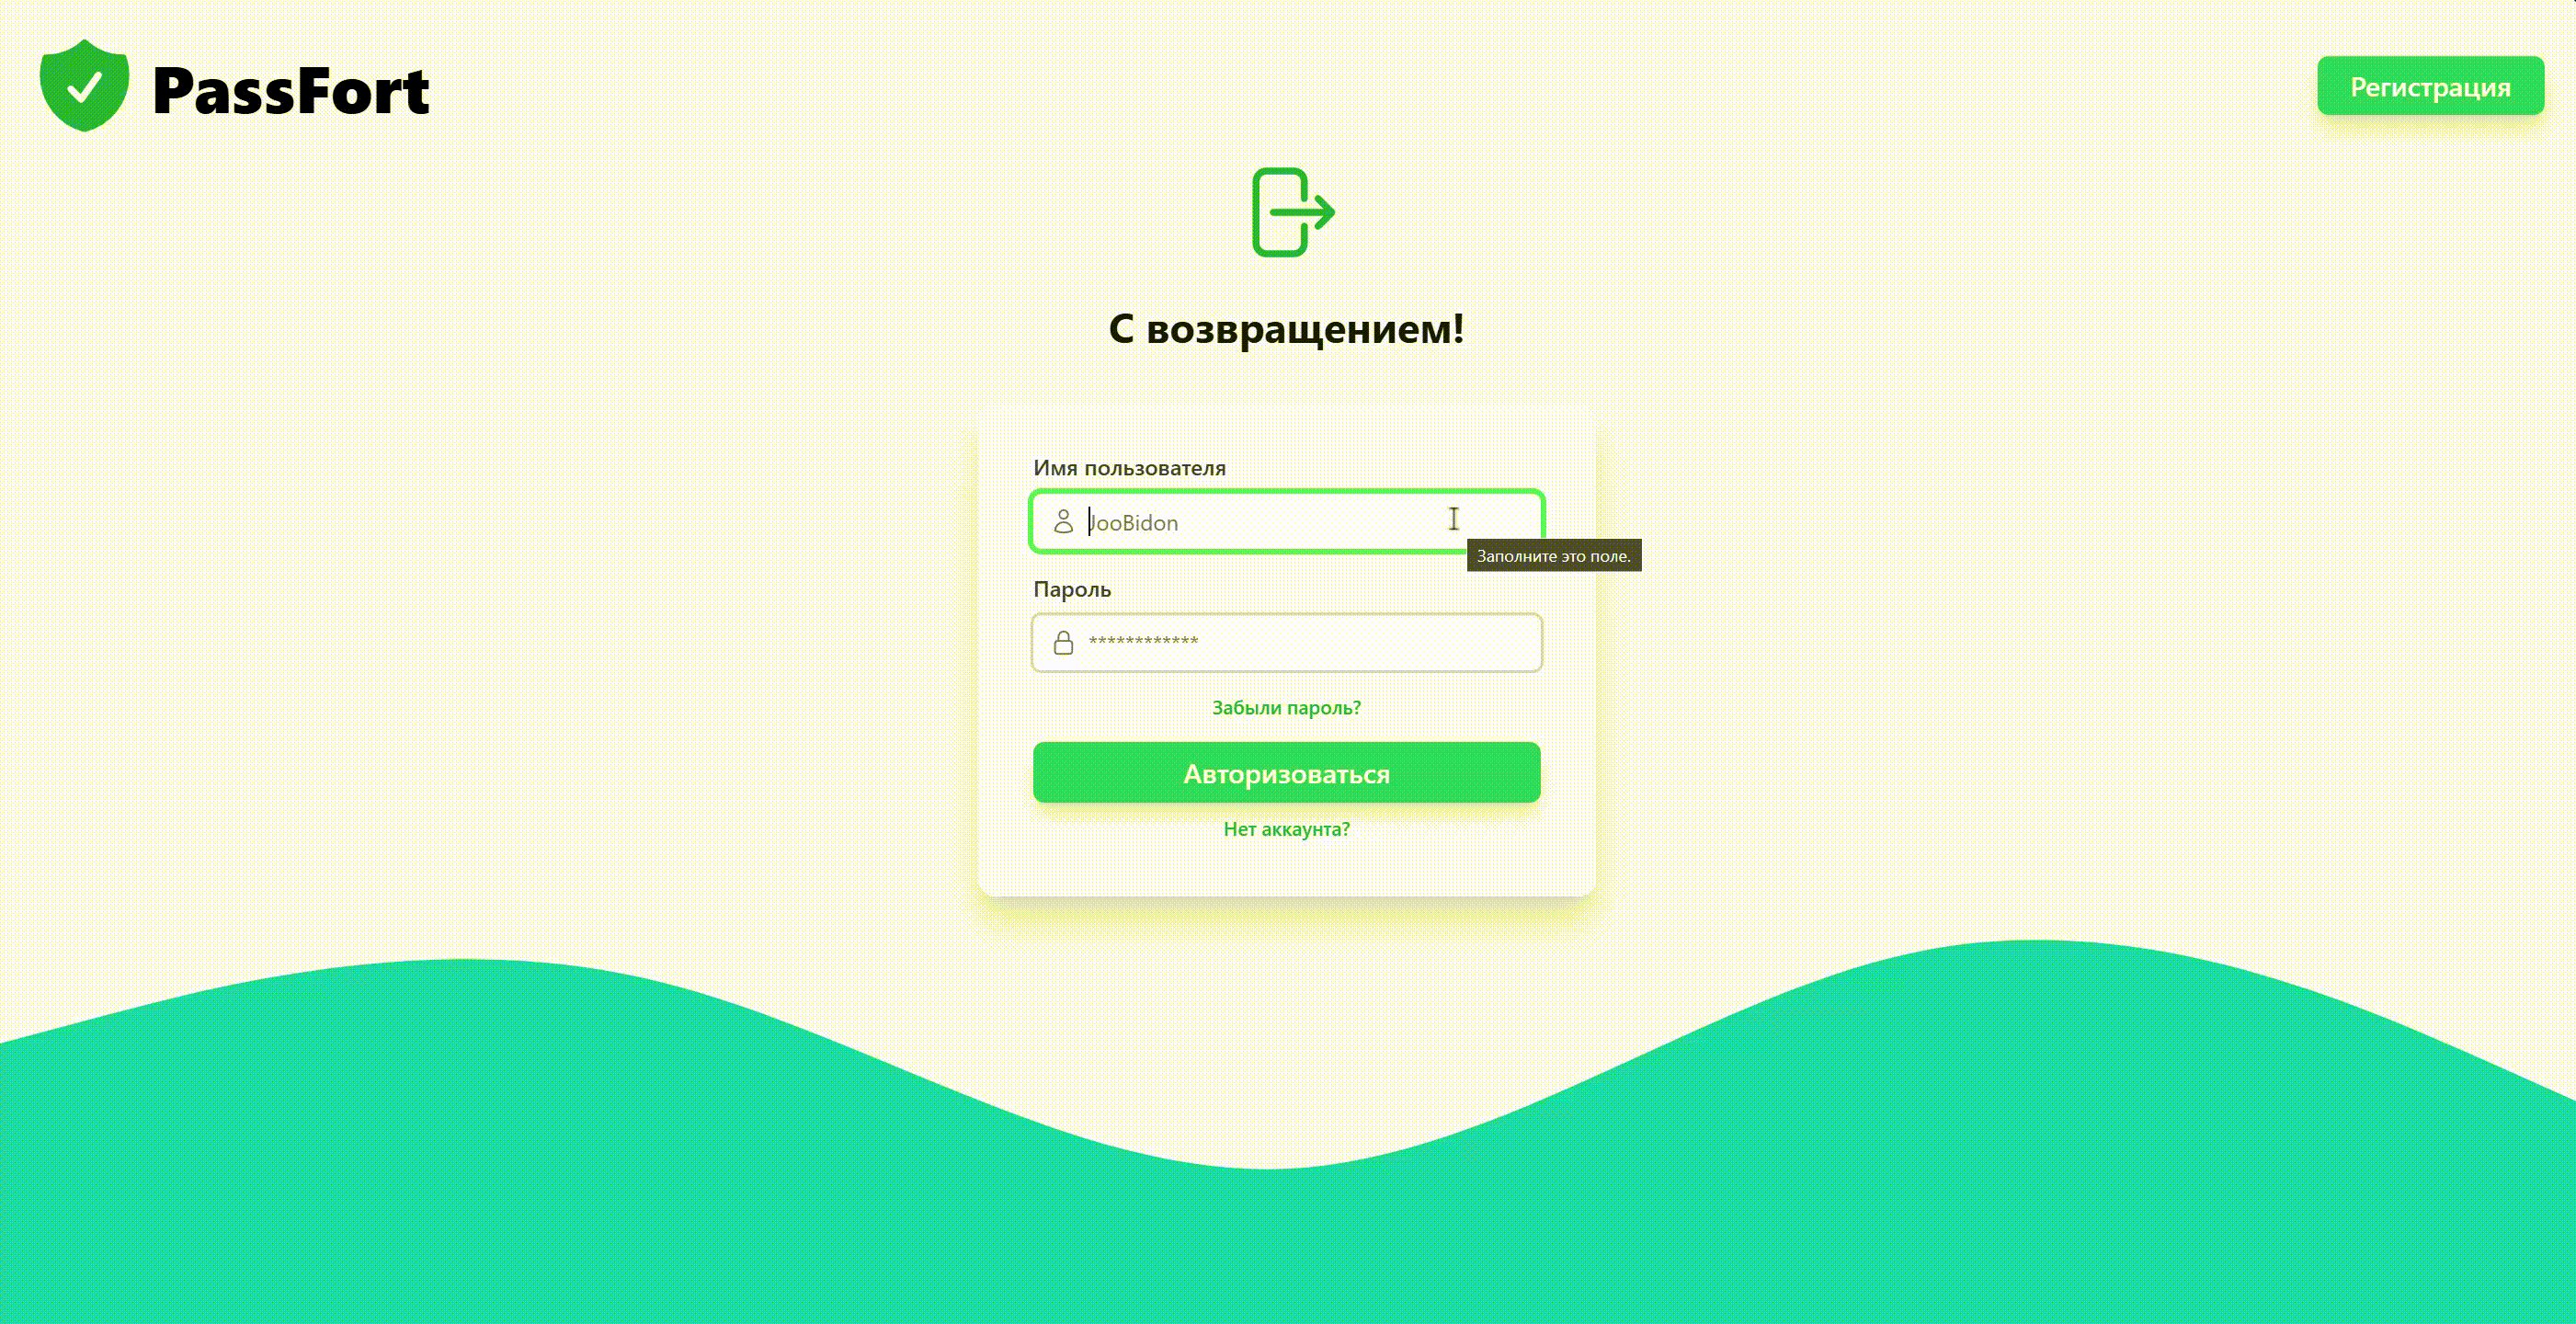 PassFort
Регистрация
С возвращением!
Имя пользователя
JooBidon
Заполните это поле.
Пароль
************
Забыли пароль?
Авторизоваться
Нет аккаунта?